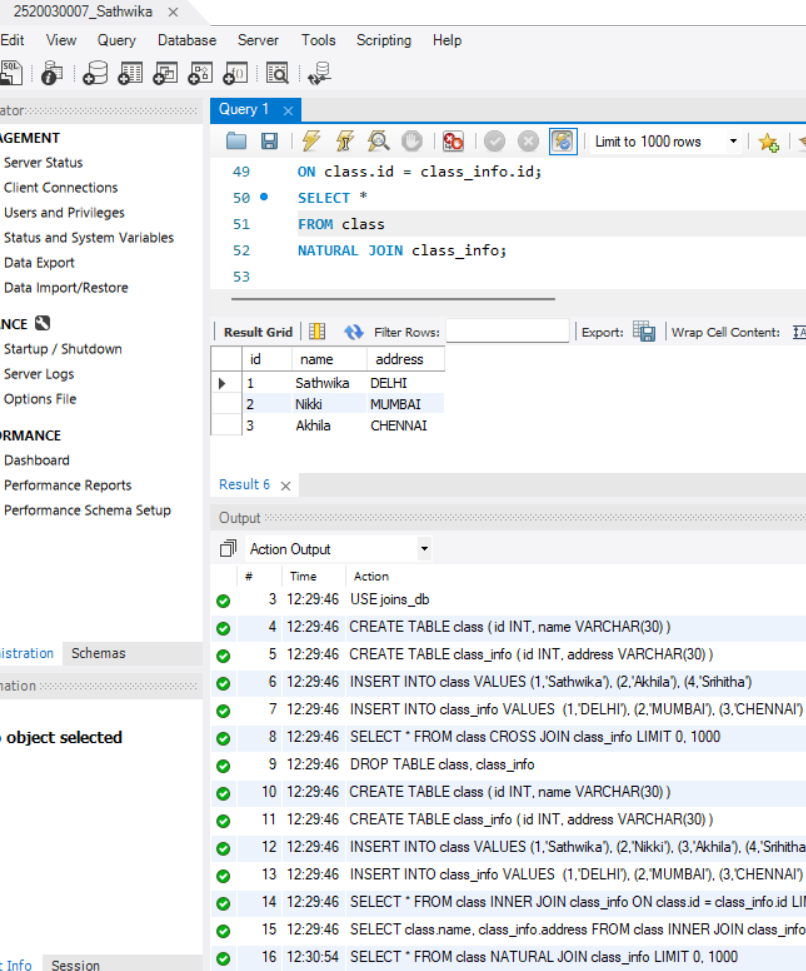 2520030007_Sathwika ×
Edit View Query Database Server Tools Scripting Help
SQL
ator
Query 1 ×
AGEMENT
Limit to 1000 rows
Server Status
49 ON class.id = class_info.id;
Client Connections
50 SELECT *
Users and Privileges
51 FROM class
Status and System Variables
52 NATURAL JOIN class_info;
Data Export
53
Data Import/Restore
NCE
Result Grid Filter Rows: Export: Wrap Cell Content:
Startup / Shutdown
id name address
Server Logs
1 Sathwika DELHI
Options File
2 Nikki MUMBAI
3 Akhila CHENNAI
ORMANCE
Dashboard
Performance Reports
Result 6 ×
Performance Schema Setup
Output
Action Output
# Time Action
3 12:29:46 USE joins_db
4 12:29:46 CREATE TABLE class ( id INT, name VARCHAR(30) )
istration Schemas
5 12:29:46 CREATE TABLE class_info ( id INT, address VARCHAR(30) )
nation
6 12:29:46 INSERT INTO class VALUES (1,'Sathwika'), (2,'Akhila'), (4,'Srihitha')
7 12:29:46 INSERT INTO class_info VALUES (1,'DELHI'), (2,'MUMBAI'), (3,'CHENNAI')
object selected
8 12:29:46 SELECT * FROM class CROSS JOIN class_info LIMIT 0, 1000
9 12:29:46 DROP TABLE class, class_info
10 12:29:46 CREATE TABLE class ( id INT, name VARCHAR(30) )
11 12:29:46 CREATE TABLE class_info ( id INT, address VARCHAR(30) )
12 12:29:46 INSERT INTO class VALUES (1,'Sathwika'), (2,'Nikki'), (3,'Akhila'), (4,'Srihitha
13 12:29:46 INSERT INTO class_info VALUES (1,'DELHI'), (2,'MUMBAI'), (3,'CHENNAI')
14 12:29:46 SELECT * FROM class INNER JOIN class_info ON class.id = class_info.id LI
15 12:29:46 SELECT class.name, class_info.address FROM class INNER JOIN class_info
16 12:30:54 SELECT * FROM class NATURAL JOIN class_info LIMIT 0, 1000
t Info Session